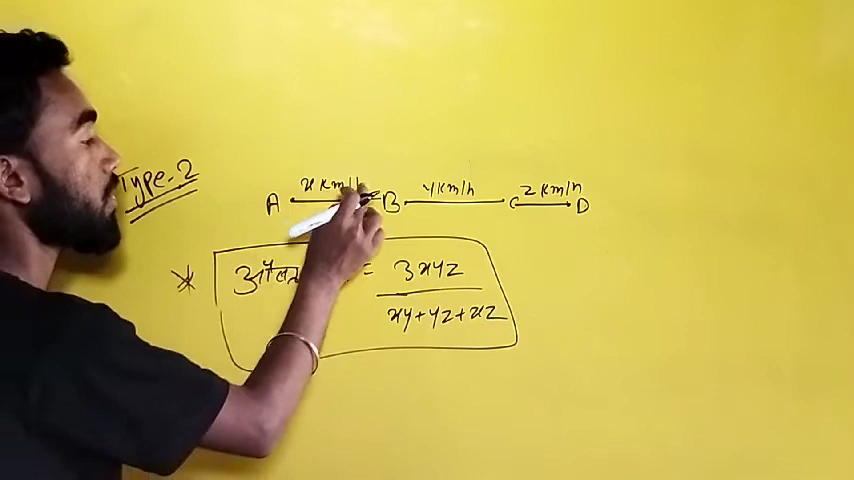 Type-2
A x km/h B y km/h C z km/h D
* औसत = 3xyz
xy+yz+xz